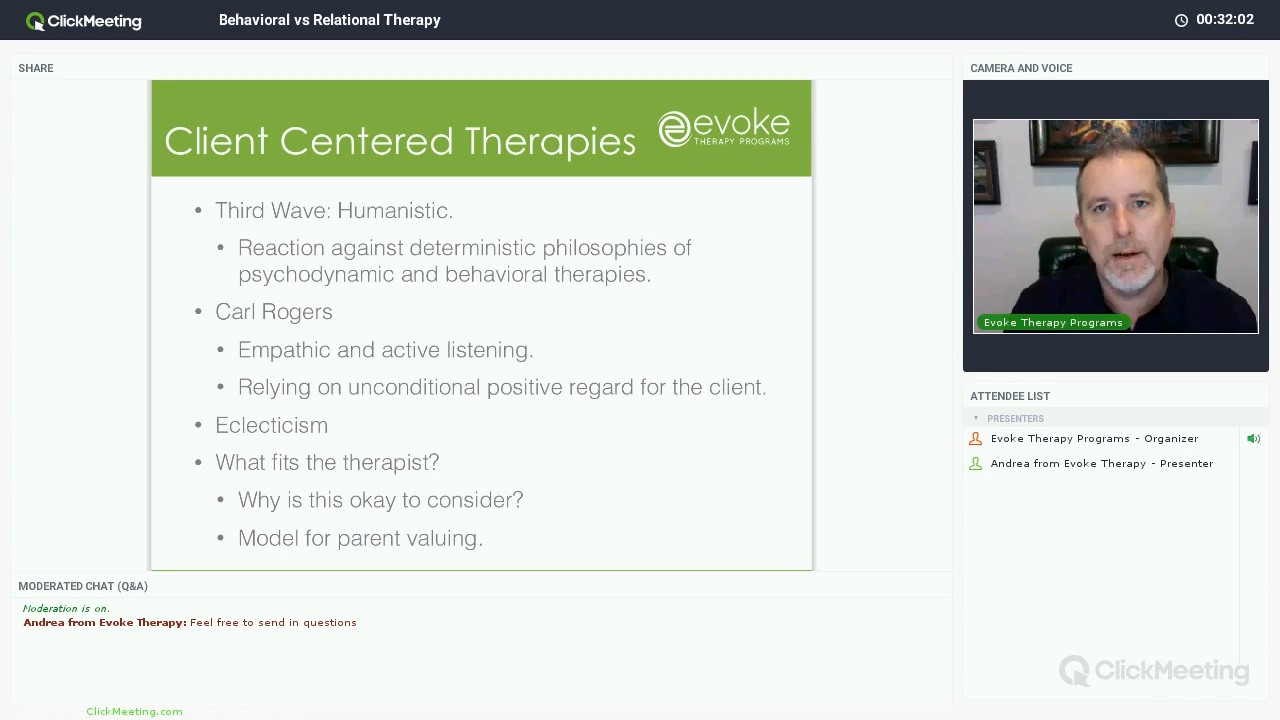 ClickMeeting
Behavioral vs Relational Therapy
00:32:02
SHARE
Client Centered Therapies
evoke
THERAPY PROGRAMS
• Third Wave: Humanistic.
• Reaction against deterministic philosophies of
psychodynamic and behavioral therapies.
• Carl Rogers
• Empathic and active listening.
• Relying on unconditional positive regard for the client.
• Eclecticism
• What fits the therapist?
• Why is this okay to consider?
• Model for parent valuing.
MODERATED CHAT (Q&A)
Moderation is on.
Andrea from Evoke Therapy: Feel free to send in questions
ClickMeeting.com
CAMERA AND VOICE
Evoke Therapy Programs
ATTENDEE LIST
PRESENTERS
Evoke Therapy Programs - Organizer
Andrea from Evoke Therapy - Presenter
ClickMeeting